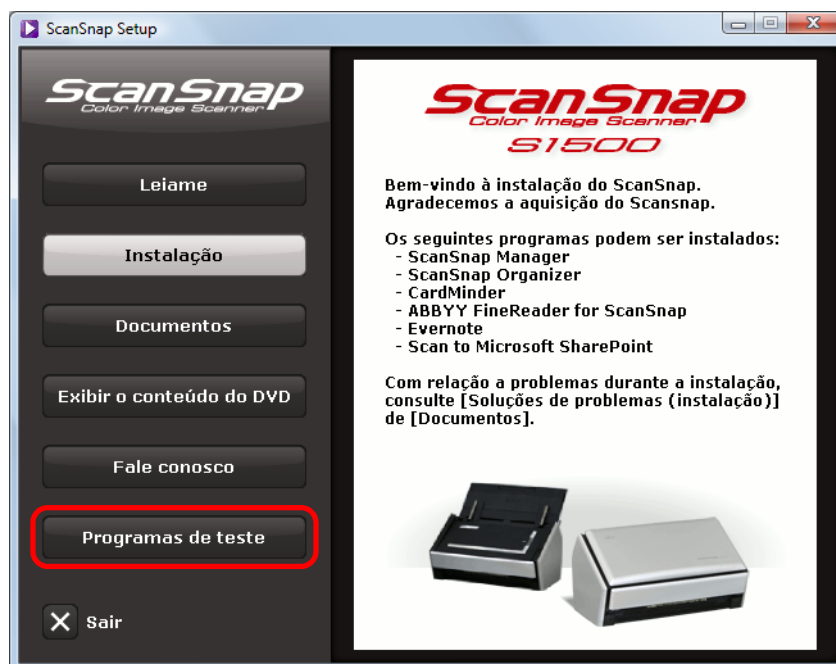 ScanSnap Setup
ScanSnap
Color Image Scanner
Leiame
Instalação
Documentos
Exibir o conteúdo do DVD
Fale conosco
Programas de teste
Sair
ScanSnap
Color Image Scanner
S1500
Bem-vindo à instalação do ScanSnap.
Agradecemos a aquisição do Scansnap.
Os seguintes programas podem ser instalados:
- ScanSnap Manager
- ScanSnap Organizer
- CardMinder
- ABBYY FineReader for ScanSnap
- Evernote
- Scan to Microsoft SharePoint
Com relação a problemas durante a instalação,
consulte [Soluções de problemas (instalação)]
de [Documentos].